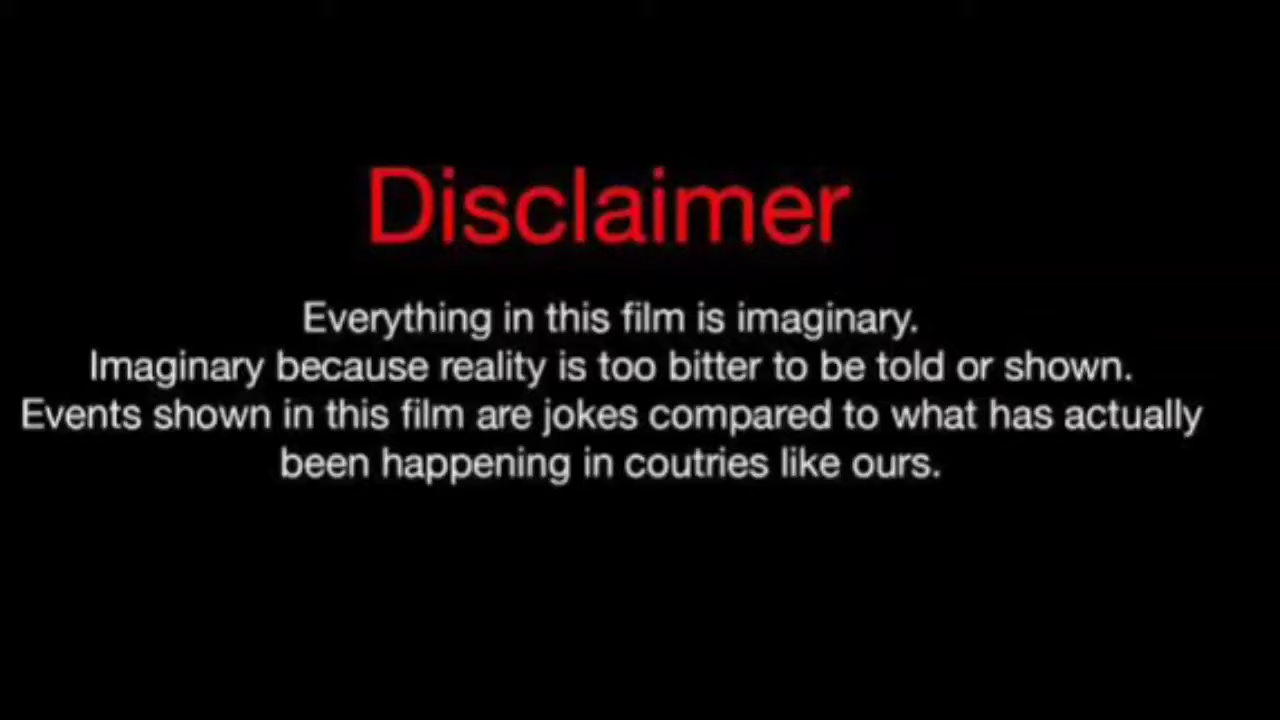 Disclaimer
Everything in this film is imaginary.
Imaginary because reality is too bitter to be told or shown.
Events shown in this film are jokes compared to what has actually
been happening in coutries like ours.